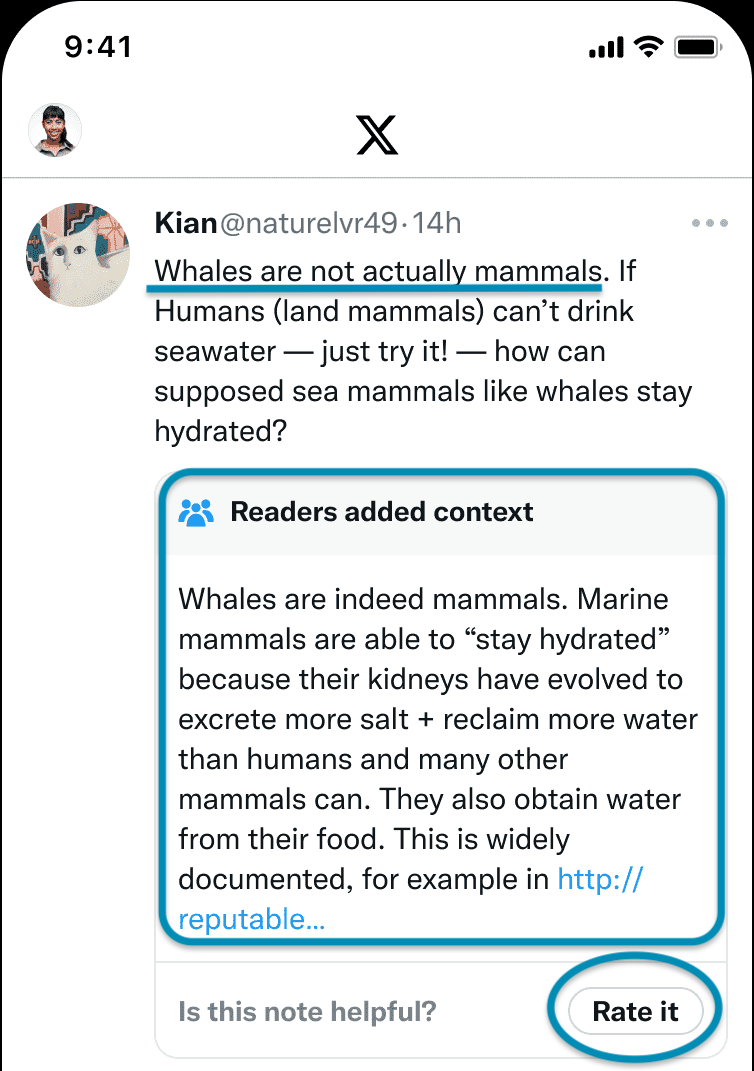 9:41
X
Kian@naturelvr49·14h
Whales are not actually mammals. If
Humans (land mammals) can’t drink
seawater — just try it! — how can
supposed sea mammals like whales stay
hydrated?
Readers added context
Whales are indeed mammals. Marine
mammals are able to “stay hydrated”
because their kidneys have evolved to
excrete more salt + reclaim more water
than humans and many other
mammals can. They also obtain water
from their food. This is widely
documented, for example in http://
reputable...
Is this note helpful?
Rate it